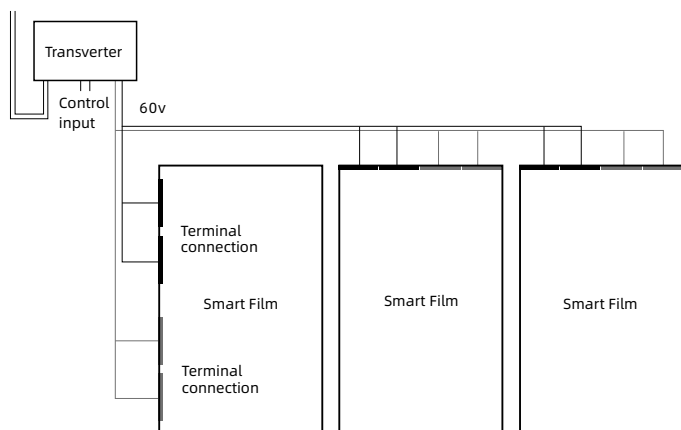 Transverter
Control
input
60v
Terminal
connection
Smart Film
Terminal
connection
Smart Film
Smart Film